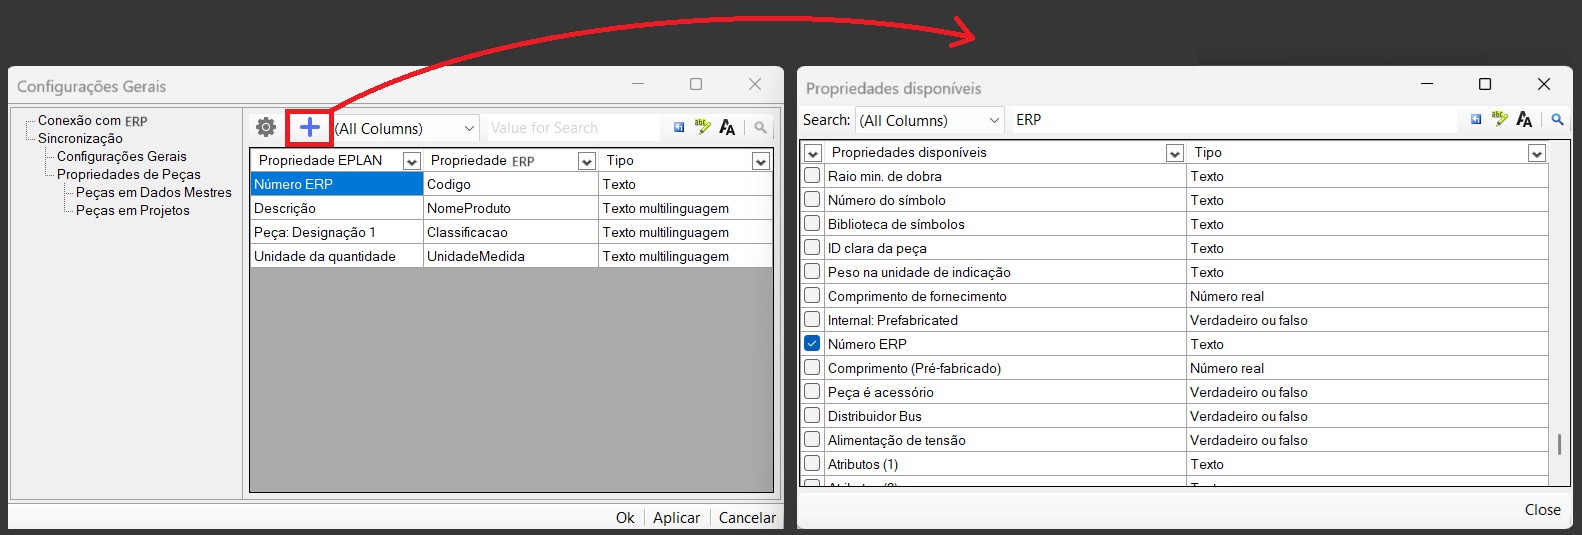 Configurações Gerais
Conexão com ERP
Sincronização
Configurações Gerais
Propriedades de Peças
Peças em Dados Mestres
Peças em Projetos
(All Columns) Value for Search
Propriedade EPLAN Propriedade ERP Tipo
Número ERP Codigo Texto
Descrição NomeProduto Texto multilinguagem
Peça: Designação 1 Classificacao Texto multilinguagem
Unidade da quantidade UnidadeMedida Texto multilinguagem
Ok Aplicar Cancelar
Propriedades disponíveis
Search: (All Columns) ERP
Propriedades disponíveis Tipo
Raio min. de dobra Texto
Número do símbolo Texto
Biblioteca de símbolos Texto
ID clara da peça Texto
Peso na unidade de indicação Texto
Comprimento de fornecimento Número real
Internal: Prefabricated Verdadeiro ou falso
Número ERP Texto
Comprimento (Pré-fabricado) Número real
Peça é acessório Verdadeiro ou falso
Distribuidor Bus Verdadeiro ou falso
Alimentação de tensão Verdadeiro ou falso
Atributos (1) Texto
Close